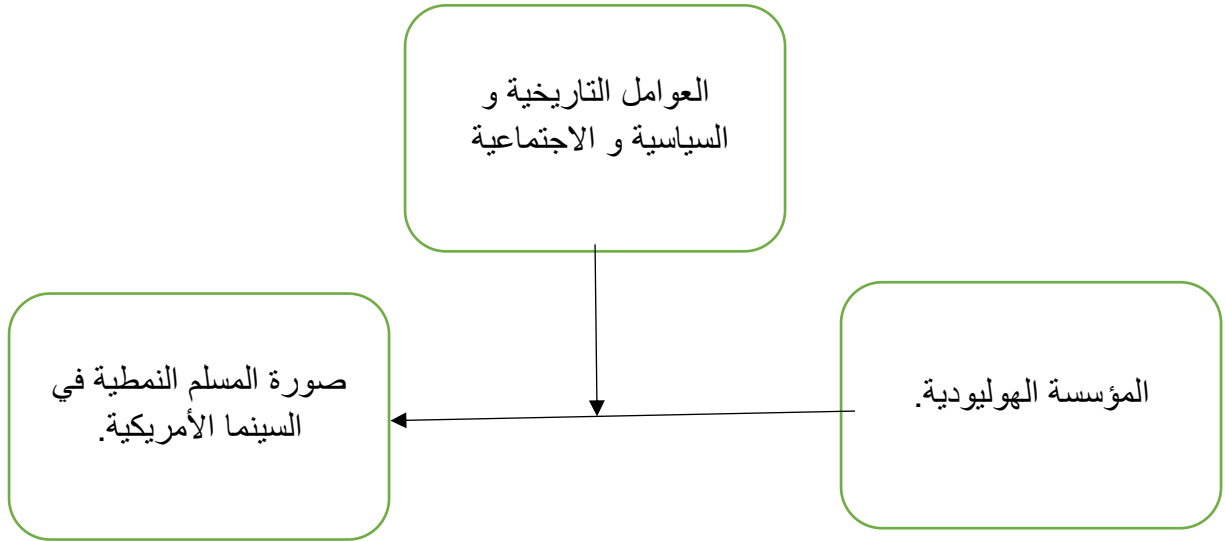 العوامل التاريخية و
السياسية و الاجتماعية
المؤسسة الهوليودية.
صورة المسلم النمطية في
السينما الأمريكية.